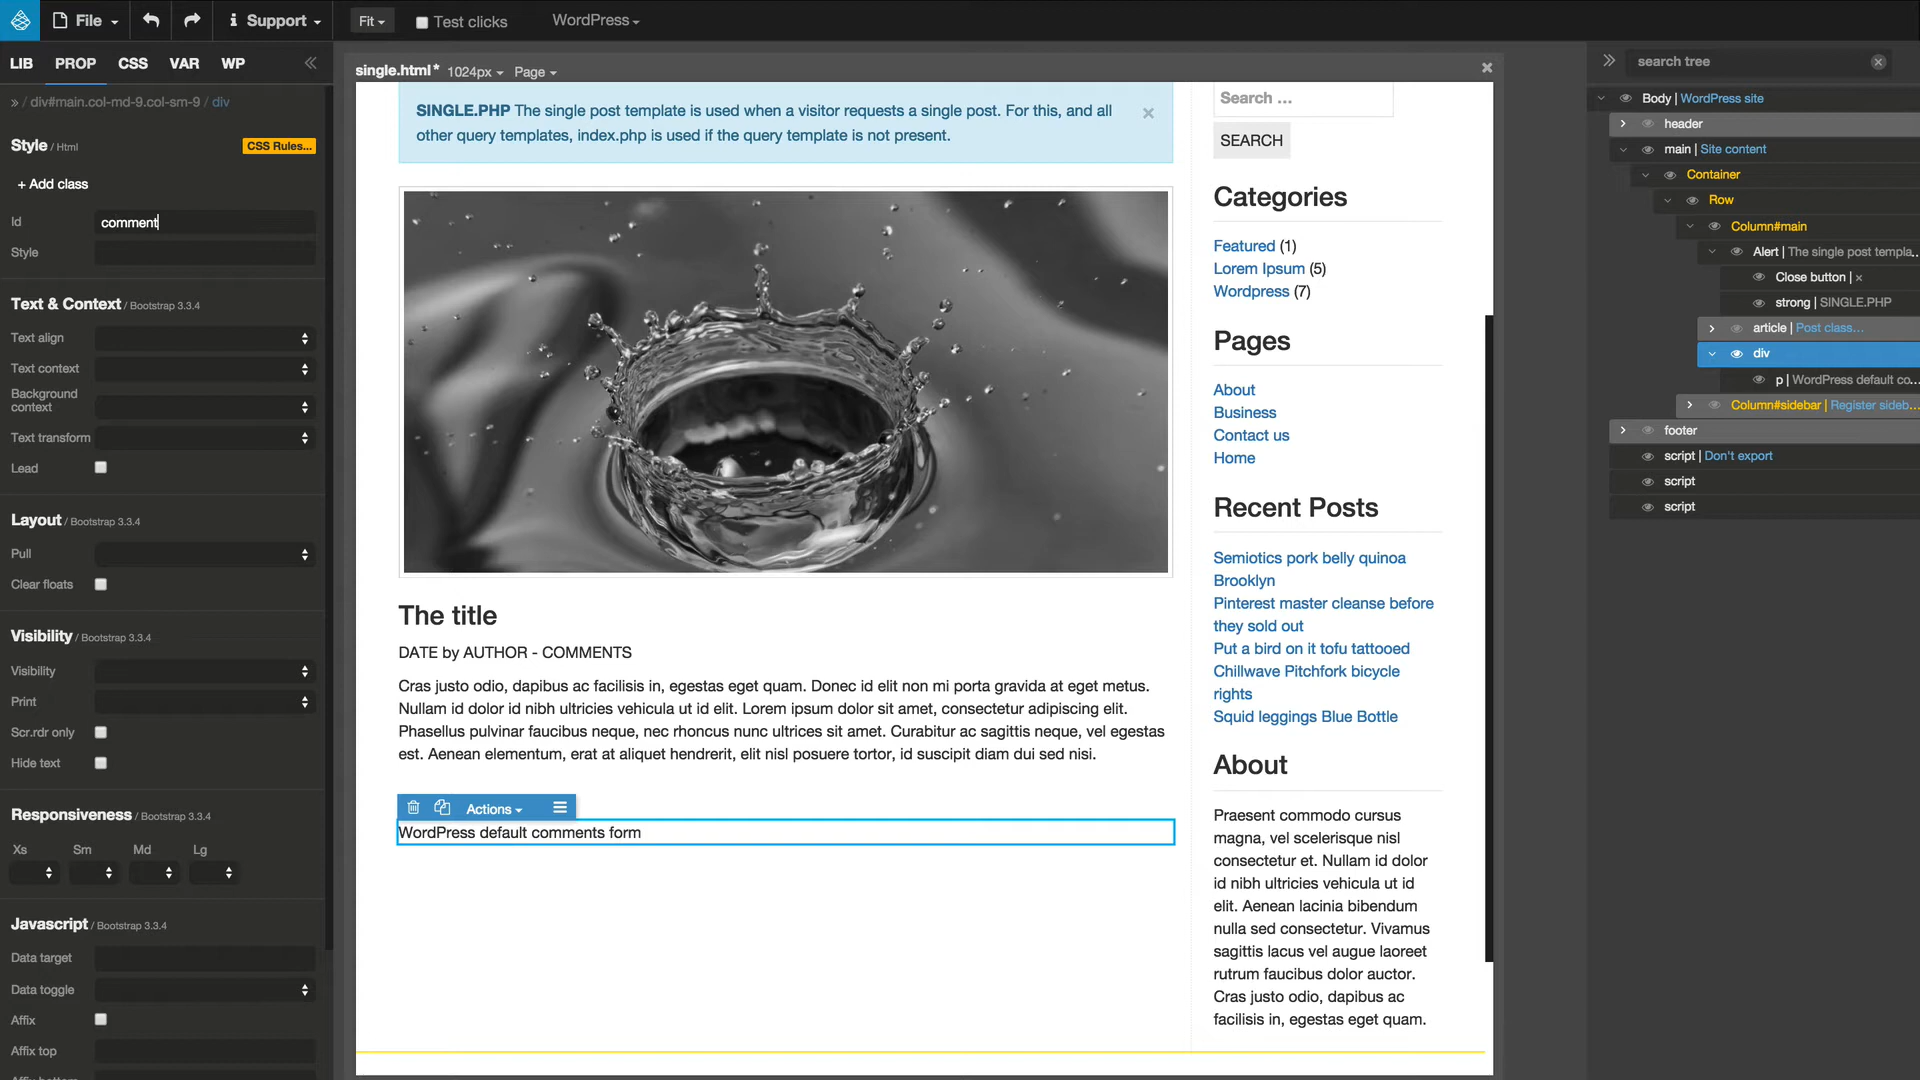 File
Support
Fit
Test clicks
WordPress
LIB PROP CSS VAR WP
» / div#main.col-md-9.col-sm-9 / div
Style / Html
CSS Rules...
+ Add class
Id comment
Style
Text & Context / Bootstrap 3.3.4
Text align
Text context
Background
context
Text transform
Lead
Layout / Bootstrap 3.3.4
Pull
Clear floats
Visibility / Bootstrap 3.3.4
Visibility
Print
Scr.rdr only
Hide text
Responsiveness / Bootstrap 3.3.4
Xs Sm Md Lg
Javascript / Bootstrap 3.3.4
Data target
Data toggle
Affix
Affix top
single.html* 1024px Page
SINGLE.PHP The single post template is used when a visitor requests a single post. For this, and all
other query templates, index.php is used if the query template is not present.
×
The title
DATE by AUTHOR - COMMENTS
Cras justo odio, dapibus ac facilisis in, egestas eget quam. Donec id elit non mi porta gravida at eget metus.
Nullam id dolor id nibh ultricies vehicula ut id elit. Lorem ipsum dolor sit amet, consectetur adipiscing elit.
Phasellus pulvinar faucibus neque, nec rhoncus nunc ultrices sit amet. Curabitur ac sagittis neque, vel egestas
est. Aenean elementum, erat at aliquet hendrerit, elit nisl posuere tortor, id suscipit diam dui sed nisi.
Actions
WordPress default comments form
Search ...
SEARCH
Categories
Featured (1)
Lorem Ipsum (5)
Wordpress (7)
Pages
About
Business
Contact us
Home
Recent Posts
Semiotics pork belly quinoa
Brooklyn
Pinterest master cleanse before
they sold out
Put a bird on it tofu tattooed
Chillwave Pitchfork bicycle
rights
Squid leggings Blue Bottle
About
Praesent commodo cursus
magna, vel scelerisque nisl
consectetur et. Nullam id dolor
id nibh ultricies vehicula ut id
elit. Aenean lacinia bibendum
nulla sed consectetur. Vivamus
sagittis lacus vel augue laoreet
rutrum faucibus dolor auctor.
Cras justo odio, dapibus ac
facilisis in, egestas eget quam.
search tree
Body | WordPress site
header
main | Site content
Container
Row
Column#main
Alert | The single post templa...
Close button | ×
strong | SINGLE.PHP
article | Post class...
div
p | WordPress default co...
Column#sidebar | Register sideb...
footer
script | Don't export
script
script